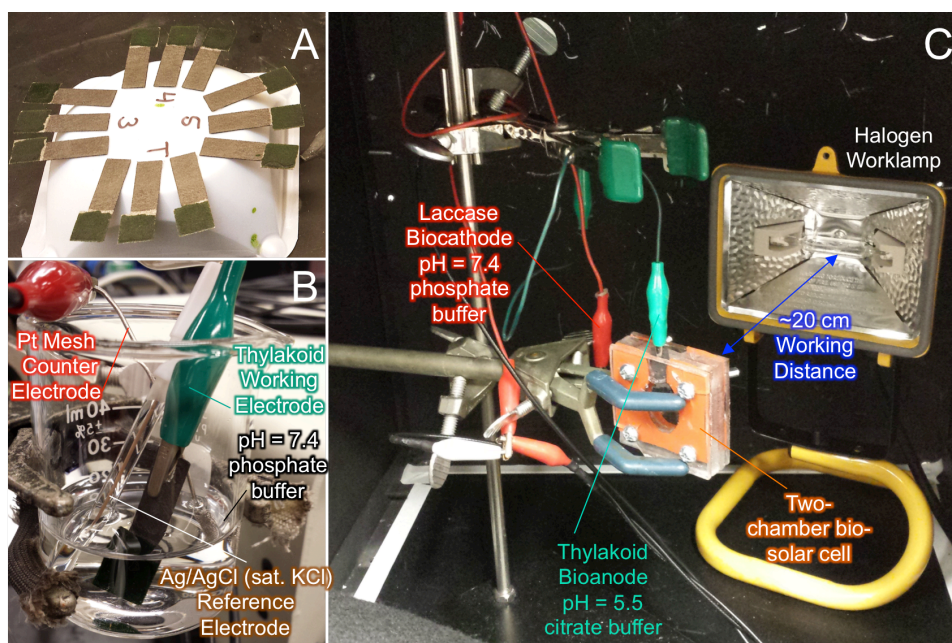 A
4
3
5
T
B
Pt Mesh
Counter
Electrode
Thylakoid
Working
Electrode
pH = 7.4
phosphate
buffer
40 ml
±5%
30
Ag/AgCl (sat. KCl)
Reference
Electrode
C
Halogen
Worklamp
Laccase
Biocathode
pH = 7.4
phosphate
buffer
~20 cm
Working
Distance
Two-
chamber bio-
solar cell
Thylakoid
Bioanode
pH = 5.5
citrate buffer